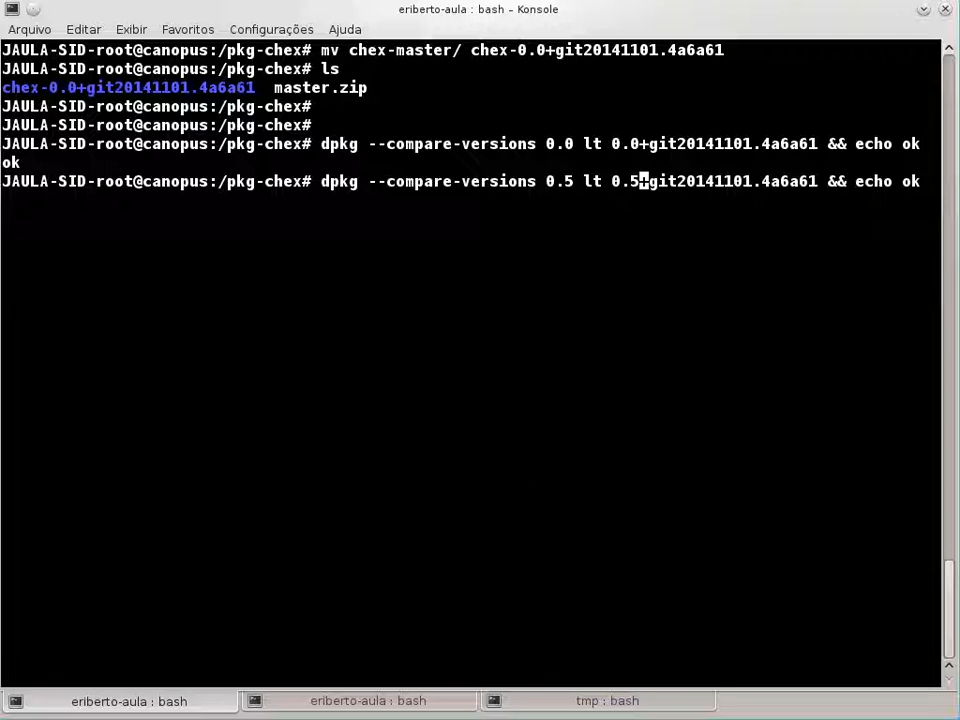 eriberto-aula : bash – Konsole
Arquivo Editar Exibir Favoritos Configurações Ajuda
JAULA-SID-root@canopus:/pkg-chex# mv chex-master/ chex-0.0+git20141101.4a6a61
JAULA-SID-root@canopus:/pkg-chex# ls
chex-0.0+git20141101.4a6a61  master.zip
JAULA-SID-root@canopus:/pkg-chex#
JAULA-SID-root@canopus:/pkg-chex#
JAULA-SID-root@canopus:/pkg-chex# dpkg --compare-versions 0.0 lt 0.0+git20141101.4a6a61 && echo ok
ok
JAULA-SID-root@canopus:/pkg-chex# dpkg --compare-versions 0.5 lt 0.5+git20141101.4a6a61 && echo ok
eriberto-aula : bash eriberto-aula : bash tmp : bash